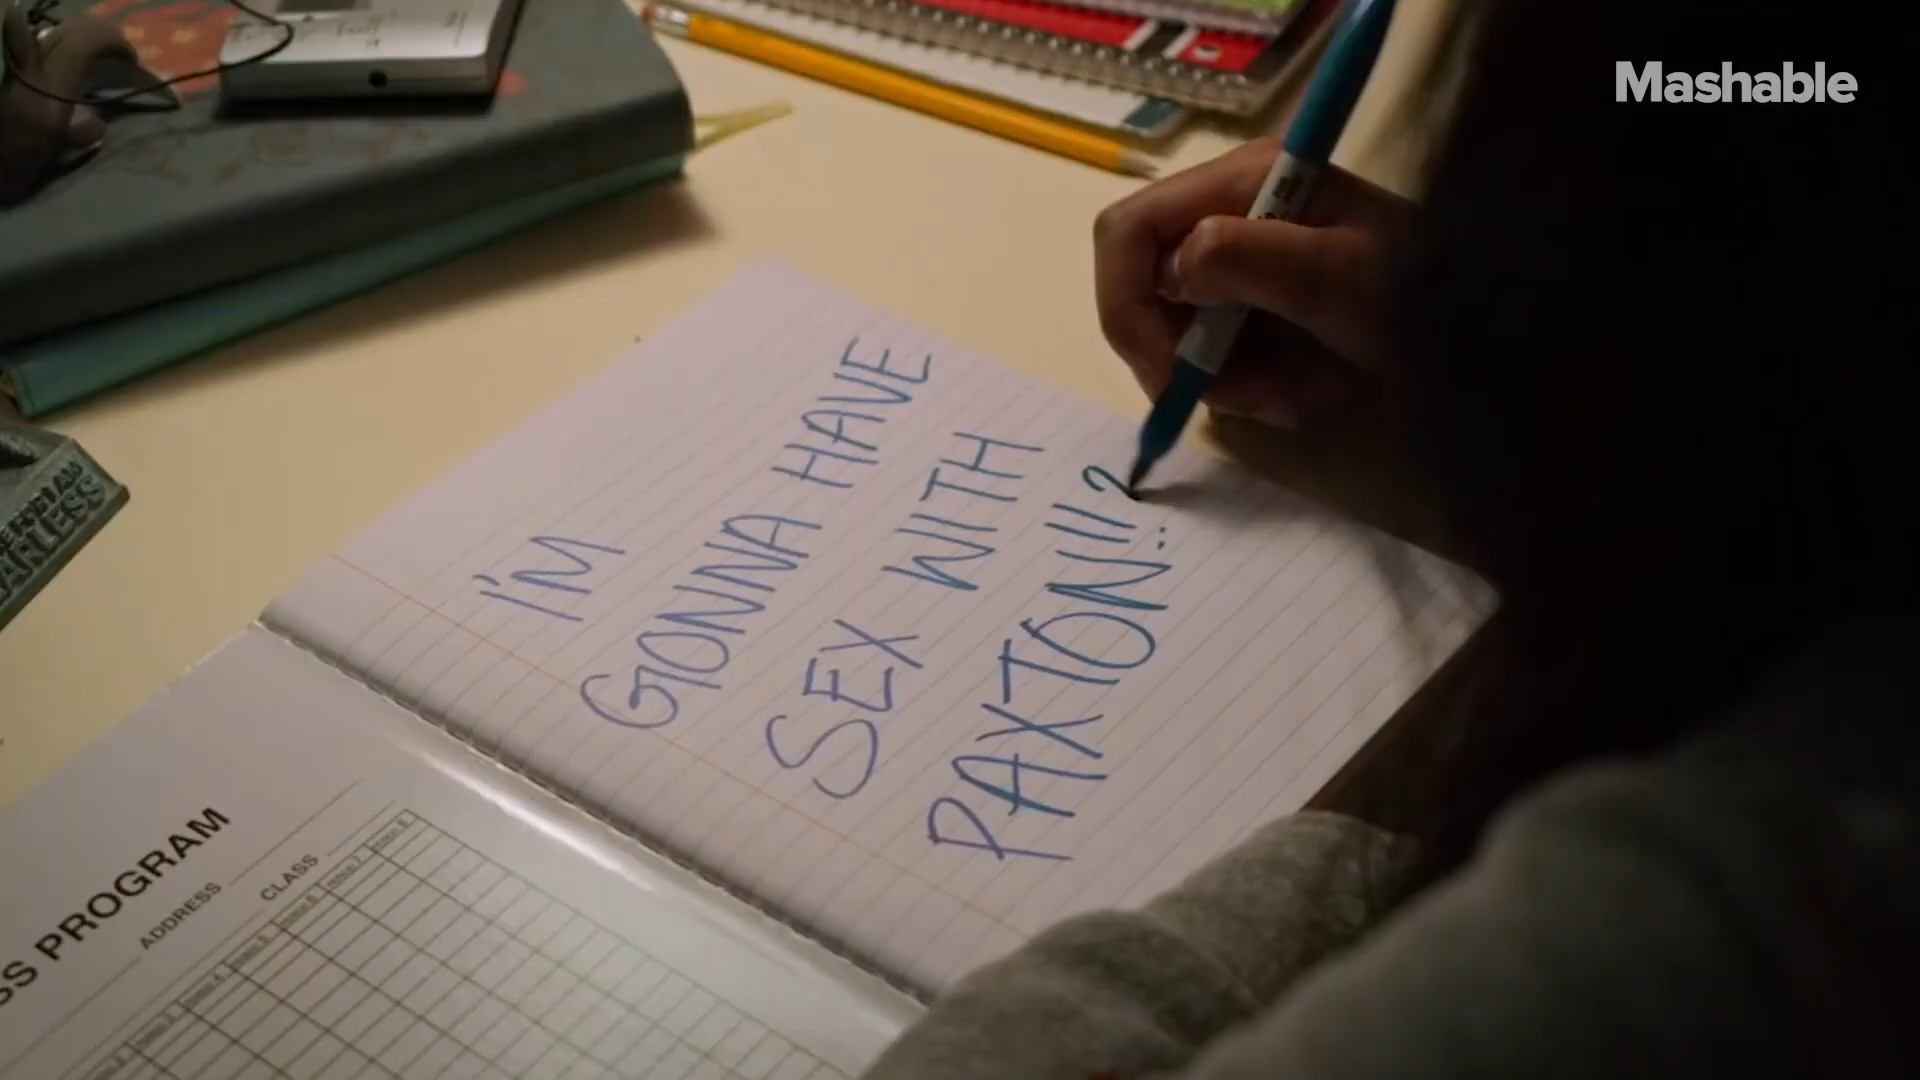 Mashable
I'M
GONNA HAVE
SEX WITH
PAXTON!!?
SS PROGRAM
ADDRESS
CLASS